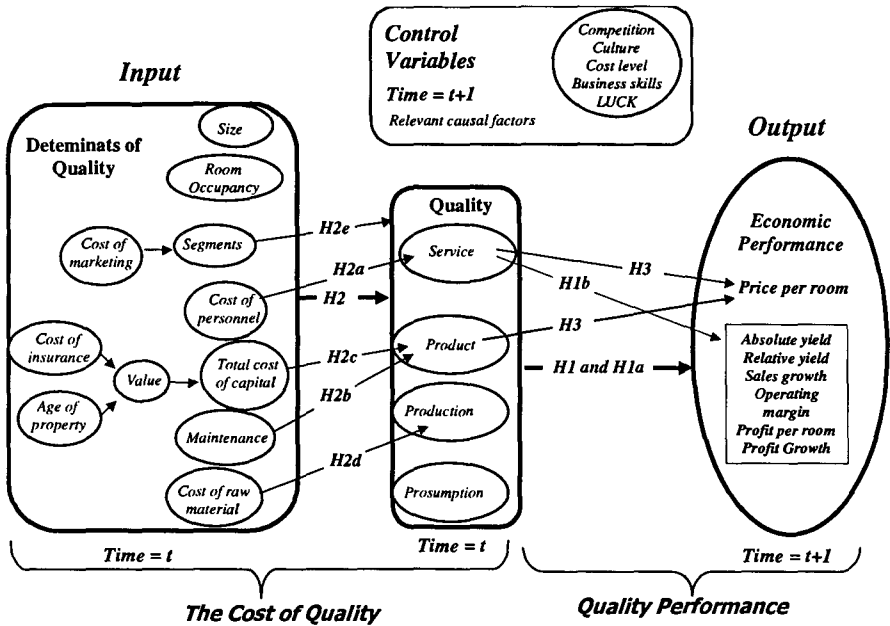 Control
Variables
Time = t+1
Relevant causal factors
Competition
Culture
Cost level
Business skills
LUCK
Input
Deteminats of
Quality
Size
Room
Occupancy
Cost of
marketing
Segments
Cost of
personnel
Cost of
insurance
Value
Total cost
of capital
Age of
property
Maintenance
Cost of raw
material
Time = t
H2e
H2a
H2
H2c
H2b
H2d
Quality
Service
Product
Production
Prosumption
Time = t
H3
H1b
H3
H1 and H1a
Output
Economic
Performance
Price per room
Absolute yield
Relative yield
Sales growth
Operating
margin
Profit per room
Profit Growth
Time = t+1
The Cost of Quality
Quality Performance